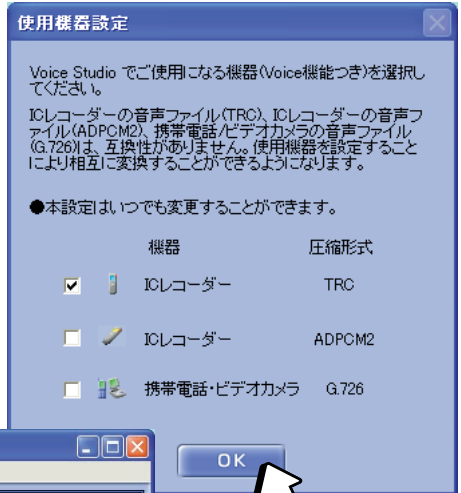 使用機器設定
Voice Studio でご使用になる機器(Voice機能つき)を選択し
てください。
ICレコーダーの音声ファイル(TRC)、ICレコーダーの音声フ
ァイル(ADPCM2)、携帯電話/ビデオカメラの音声ファイル
(G.726)は、互換性がありません。使用機器を設定すること
により相互に変換することができるようになります。
●本設定はいつでも変更することができます。
機器 圧縮形式
ICレコーダー TRC
ICレコーダー ADPCM2
携帯電話・ビデオカメラ G.726
OK